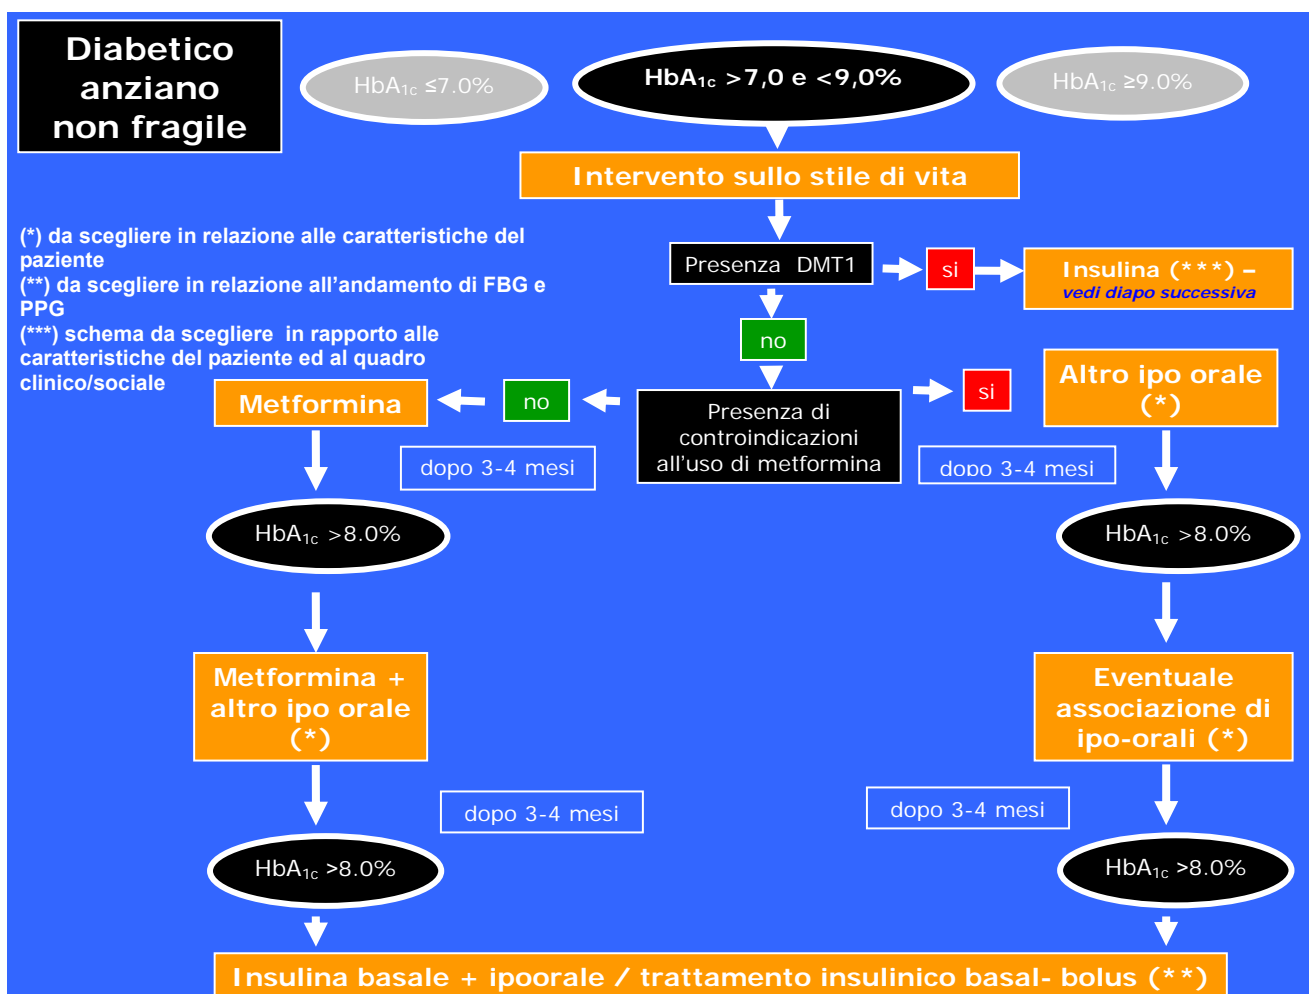 Diabetico
anziano
non fragile
HbA1c ≤7.0%
HbA1c >7,0 e <9,0%
HbA1c ≥9.0%
Intervento sullo stile di vita
(*) da scegliere in relazione alle caratteristiche del
paziente
(**) da scegliere in relazione all'andamento di FBG e
PPG
(***) schema da scegliere in rapporto alle
caratteristiche del paziente ed al quadro
clinico/sociale
Presenza DMT1
si
Insulina (***) –
vedi diapo successiva
no
Metformina
no
Presenza di
controindicazioni
all'uso di metformina
si
Altro ipo orale
(*)
dopo 3-4 mesi
dopo 3-4 mesi
HbA1c >8.0%
HbA1c >8.0%
Metformina +
altro ipo orale
(*)
Eventuale
associazione di
ipo-orali (*)
dopo 3-4 mesi
dopo 3-4 mesi
HbA1c >8.0%
HbA1c >8.0%
Insulina basale + ipoorale / trattamento insulinico basal- bolus (**)